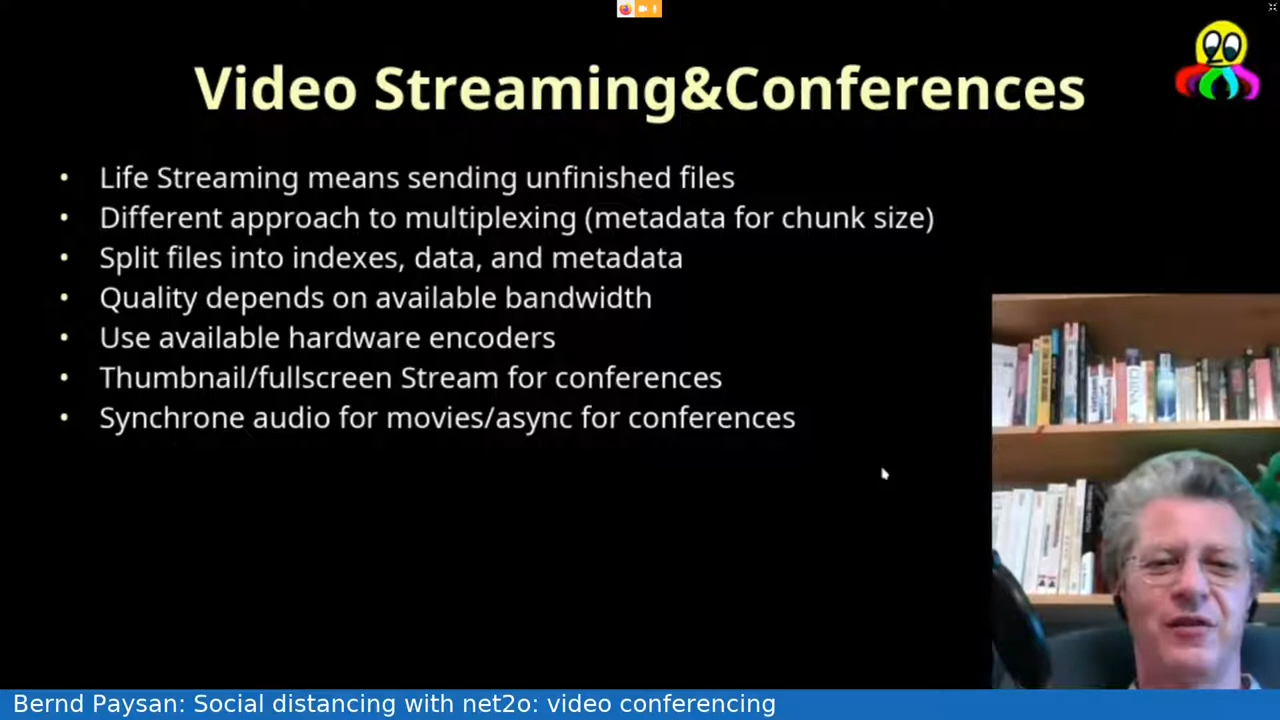 Video Streaming&Conferences
• Life Streaming means sending unfinished files
• Different approach to multiplexing (metadata for chunk size)
• Split files into indexes, data, and metadata
• Quality depends on available bandwidth
• Use available hardware encoders
• Thumbnail/fullscreen Stream for conferences
• Synchrone audio for movies/async for conferences
Bernd Paysan: Social distancing with net2o: video conferencing